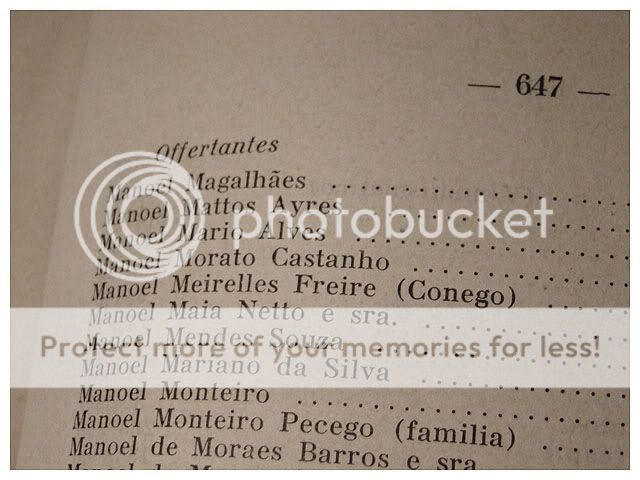 — 647 —
Offertantes
Manoel Magalhães ..................
Manoel Mattos Ayres ..............
Manoel Mario Alves ...............
Manoel Morato Castanho ...........
Manoel Meirelles Freire (Conego) ......
Manoel Maia Netto e sra. ............
Manoel Mendes Souza ..............
Manoel Mariano da Silva ............
Manoel Monteiro ..................
Manoel Monteiro Pecego (familia) ......
Manoel de Moraes Barros e sra
Manoel
photobucket
Protect more of your memories for less!